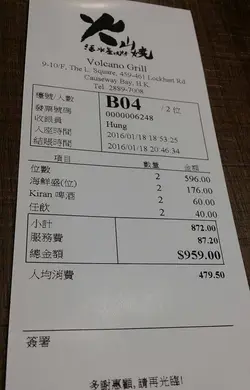 火山燒
Volcano Grill
9-10/F, The L. Square, 459-461 Lockhart Rd.
Causeway Bay, H.K.
Tel: 2889-7008
檯號/人數 B04 /2位
發票號碼 0000006248
收銀員 Hung
入座時間 2016/01/18 18:53:25
結賬時間 2016/01/18 20:46:34
項目 數量 金額
位數 2 596.00
海鮮盛(位) 2 176.00
Kiran 啤酒 2 60.00
任飲 2 40.00
小計 872.00
服務費 87.20
總金額 $959.00
人均消費 479.50
簽署
多謝惠顧,請再光臨!